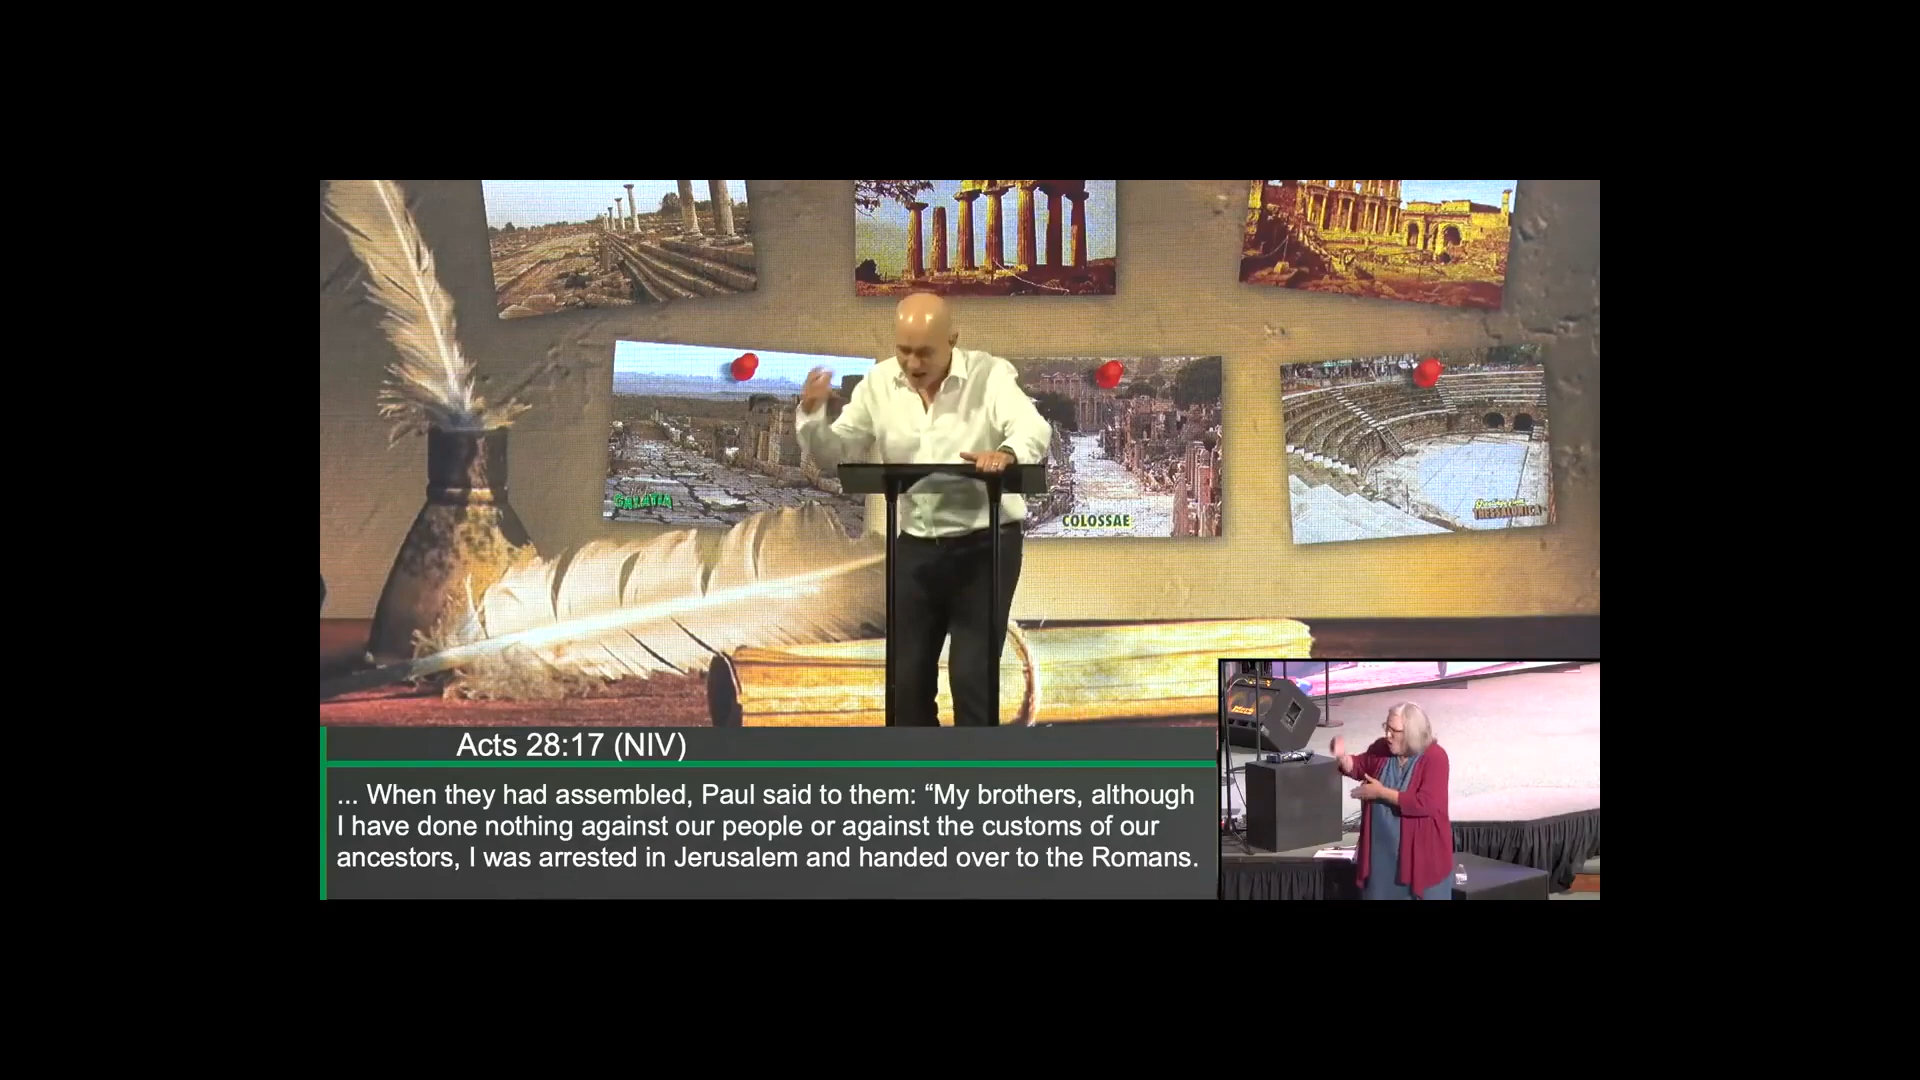 GALATIA
COLOSSAE
Greetings from
THESSALONICA
Acts 28:17 (NIV)
... When they had assembled, Paul said to them: “My brothers, although
I have done nothing against our people or against the customs of our
ancestors, I was arrested in Jerusalem and handed over to the Romans.